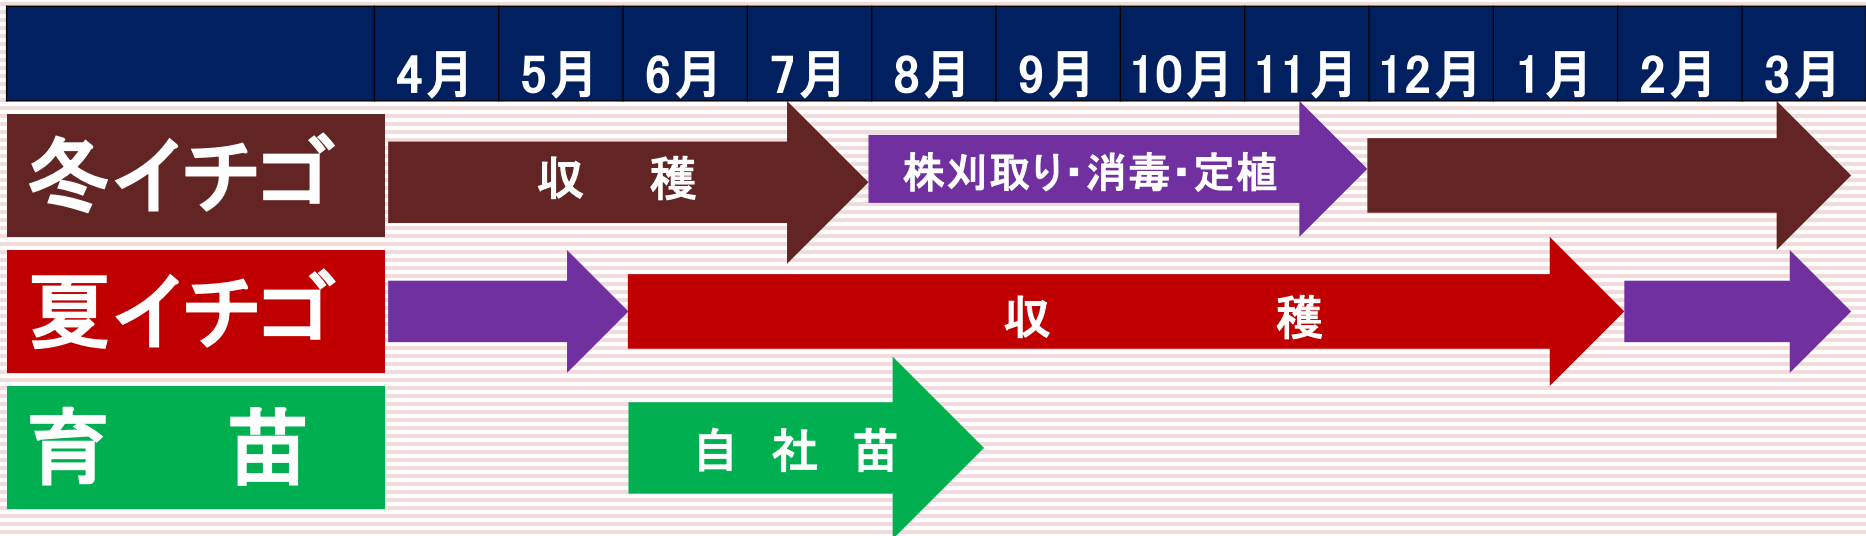 4月 5月 6月 7月 8月 9月 10月 11月 12月 1月 2月 3月
冬イチゴ 収 穫 株刈取り・消毒・定植
夏イチゴ 収 穫
育 苗 自 社 苗